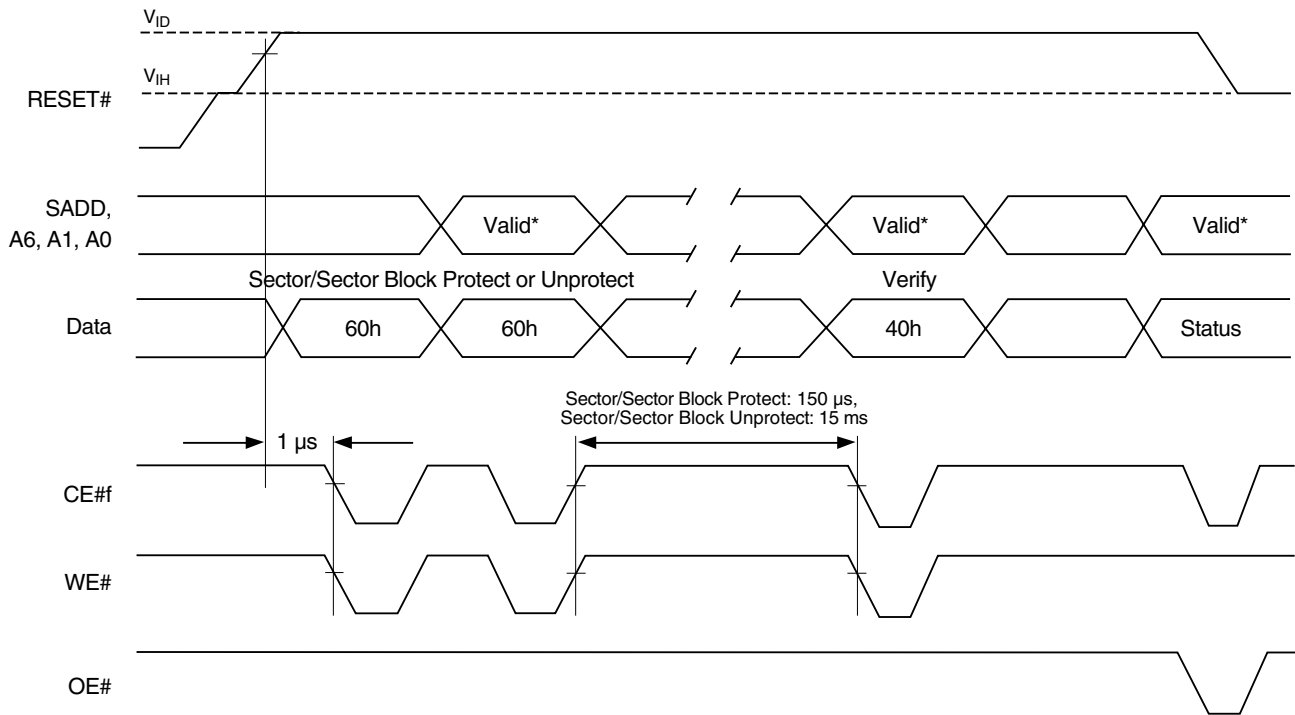 VID
VIH
RESET#
SADD,
A6, A1, A0
Valid*
Valid*
Valid*
Sector/Sector Block Protect or Unprotect
Verify
Data
60h
60h
40h
Status
Sector/Sector Block Protect: 150 µs,
Sector/Sector Block Unprotect: 15 ms
1 µs
CE#f
WE#
OE#